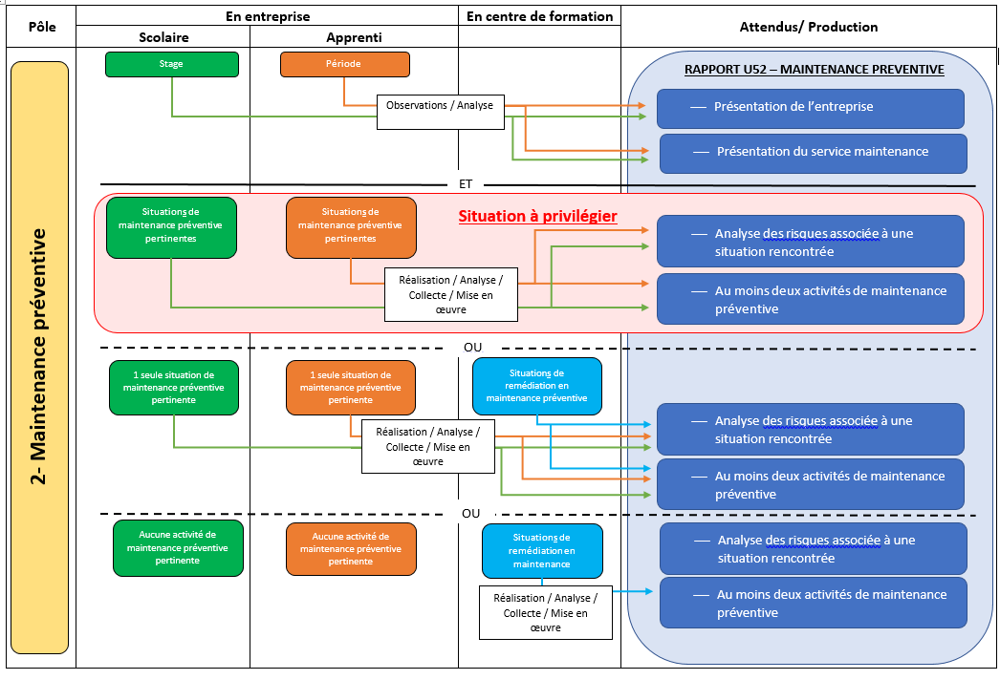 Pôle
En entreprise
En centre de formation
Attendus/ Production
Scolaire
Apprenti
2- Maintenance préventive
Stage
Période
Observations / Analyse
RAPPORT U52 – MAINTENANCE PREVENTIVE
— Présentation de l’entreprise
— Présentation du service maintenance
ET
Situations de
maintenance préventive
pertinentes
Situations de
maintenance préventive
pertinentes
Situation à privilégier
Réalisation / Analyse /
Collecte / Mise en
œuvre
— Analyse des risques associée à une
situation rencontrée
— Au moins deux activités de maintenance
préventive
OU
1 seule situation de
maintenance préventive
pertinente
1 seule situation de
maintenance préventive
pertinente
Situations de
remédiation en
maintenance préventive
Réalisation / Analyse /
Collecte / Mise en
œuvre
— Analyse des risques associée à une
situation rencontrée
— Au moins deux activités de maintenance
préventive
OU
Aucune activité de
maintenance préventive
pertinente
Aucune activité de
maintenance préventive
pertinente
Situations de
remédiation en
maintenance
Réalisation / Analyse /
Collecte / Mise en
œuvre
— Analyse des risques associée à une
situation rencontrée
— Au moins deux activités de maintenance
préventive